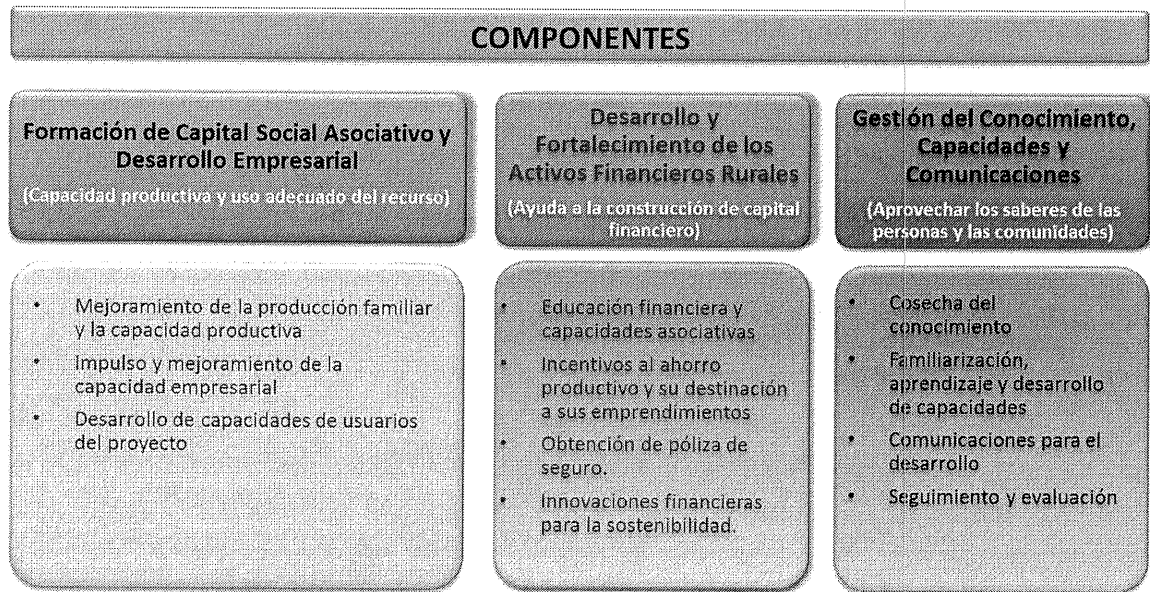 COMPONENTES
Formación de Capital Social Asociativo y
Desarrollo Empresarial
(Capacidad productiva y uso adecuado del recurso)
• Mejoramiento de la producción familiar
y la capacidad productiva
• Impulso y mejoramiento de la
capacidad empresarial
• Desarrollo de capacidades de usuarios
del proyecto
Desarrollo y
Fortalecimiento de los
Activos Financieros Rurales
(Ayuda a la construcción de capital
financiero)
• Educación financiera y
capacidades asociativas
• Incentivos al ahorro
productivo y su destinación
a sus emprendimientos
• Obtención de póliza de
seguro.
• Innovaciones financieras
para la sostenibilidad.
Gestión del Conocimiento,
Capacidades y
Comunicaciones
(Aprovechar los saberes de las
personas y las comunidades)
• Cosecha del
conocimiento
• Familiarización,
aprendizaje y desarrollo
de capacidades
• Comunicaciones para el
desarrollo
• Seguimiento y evaluación